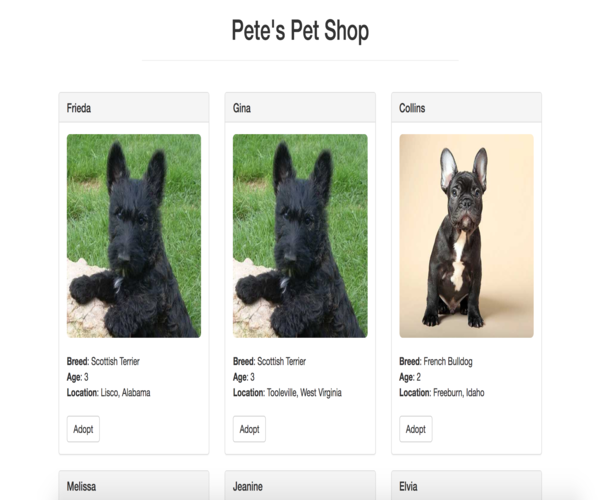 Pete's Pet Shop
Frieda
Gina
Collins
Breed: Scottish Terrier
Age: 3
Location: Lisco, Alabama
Adopt
Breed: Scottish Terrier
Age: 3
Location: Tooleville, West Virginia
Adopt
Breed: French Bulldog
Age: 2
Location: Freeburn, Idaho
Adopt
Melissa
Jeanine
Elvia